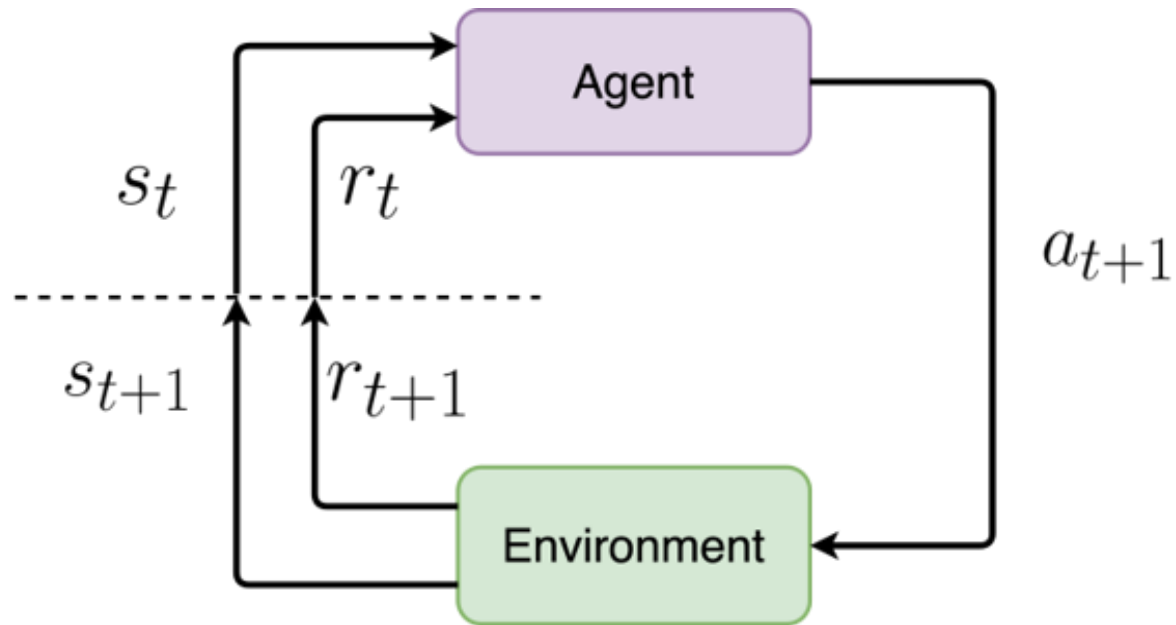 Agent
s_t
r_t
a_{t+1}
s_{t+1}
r_{t+1}
Environment